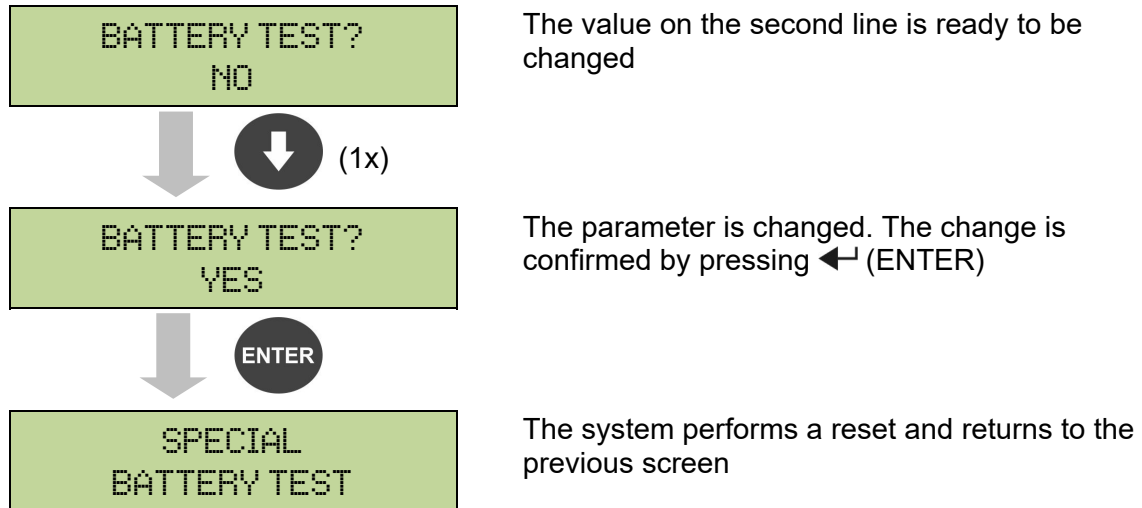 BATTERY TEST?
NO
The value on the second line is ready to be
changed
(1x)
BATTERY TEST?
YES
The parameter is changed. The change is
confirmed by pressing ↵ (ENTER)
ENTER
SPECIAL
BATTERY TEST
The system performs a reset and returns to the
previous screen